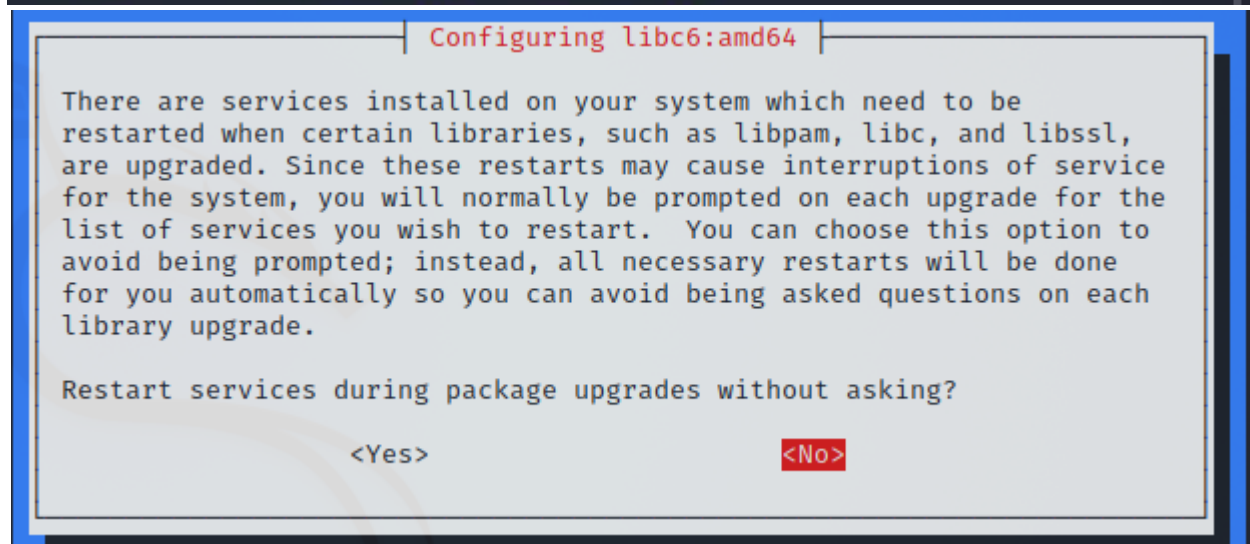 Configuring libc6:amd64
There are services installed on your system which need to be
restarted when certain libraries, such as libpam, libc, and libssl,
are upgraded. Since these restarts may cause interruptions of service
for the system, you will normally be prompted on each upgrade for the
list of services you wish to restart.  You can choose this option to
avoid being prompted; instead, all necessary restarts will be done
for you automatically so you can avoid being asked questions on each
library upgrade.
Restart services during package upgrades without asking?
<Yes> <No>